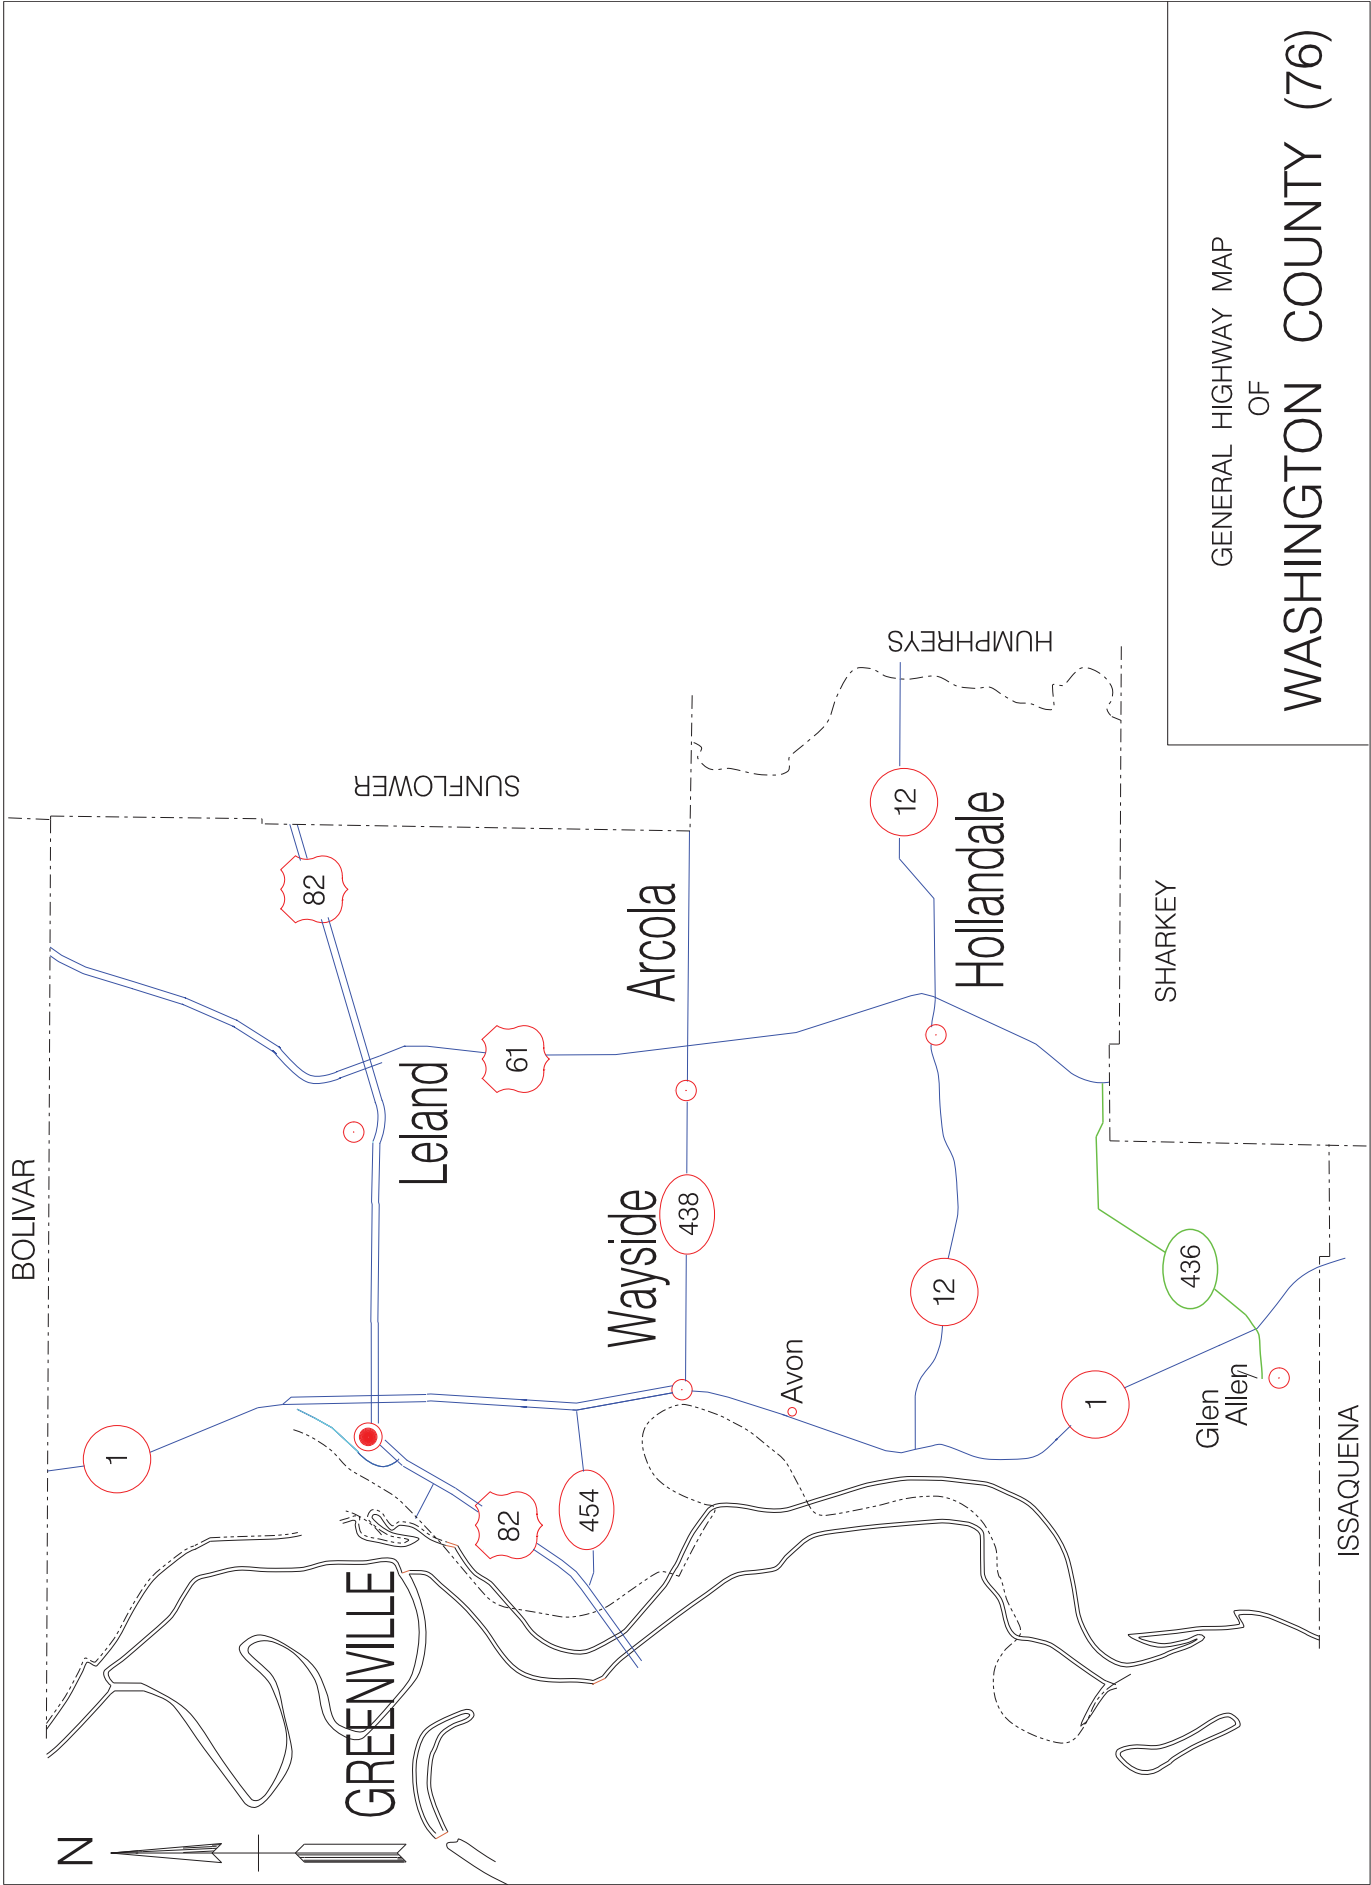 BOLIVAR
N
1
82
82
SUNFLOWER
GREENVILLE
Leland
61
454
Wayside
438
Arcola
Avon
12
12
Hollandale
HUMPHREYS
1
436
Glen
Allen
SHARKEY
ISSAQUENA
GENERAL HIGHWAY MAP
OF
WASHINGTON COUNTY (76)